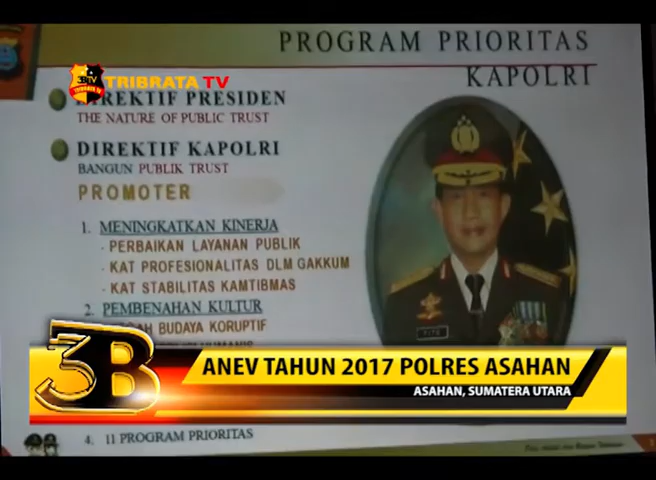 PROGRAM PRIORITAS
KAPOLRI
TRIBRATA TV
DIREKTIF PRESIDEN
THE NATURE OF PUBLIC TRUST
DIREKTIF KAPOLRI
BANGUN PUBLIK TRUST
PROMOTER
1. MENINGKATKAN KINERJA
- PERBAIKAN LAYANAN PUBLIK
- KAT PROFESIONALITAS DLM GAKKUM
- KAT STABILITAS KAMTIBMAS
2. PEMBENAHAN KULTUR
BUDAYA KORUPTIF
3B
ANEV TAHUN 2017 POLRES ASAHAN
ASAHAN, SUMATERA UTARA
4. 11 PROGRAM PRIORITAS